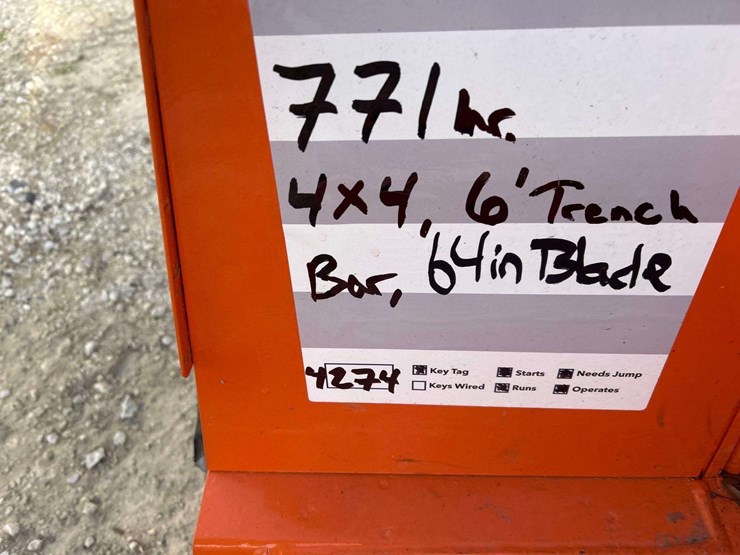 771 hr.
4x4, 6' Trench
Bar, 64in Blade
4274 Key Tag Starts Needs Jump
Keys Wired Runs Operates